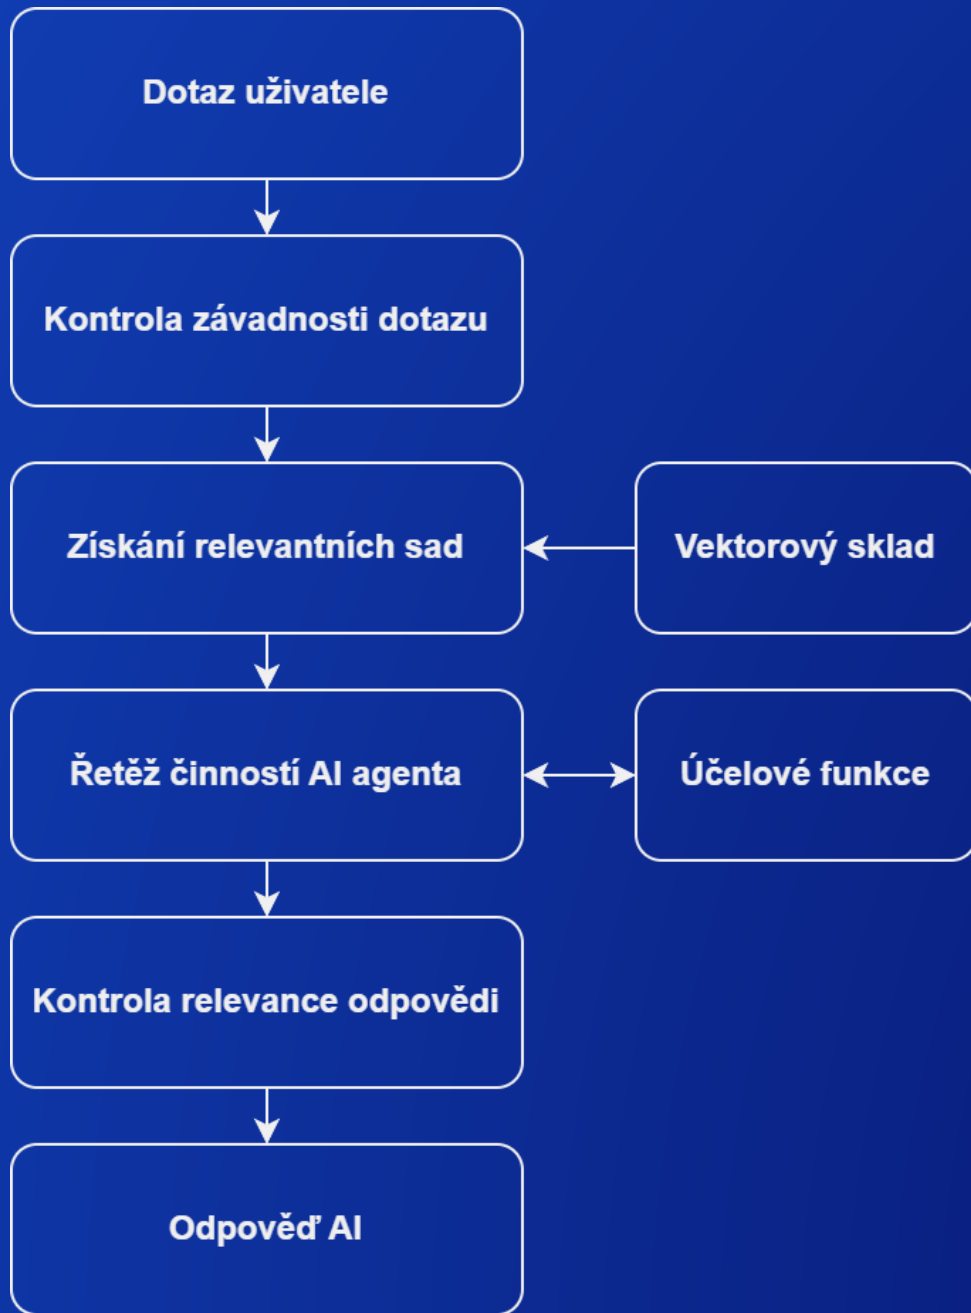 Dotaz uživatele
Kontrola závadnosti dotazu
Získání relevantních sad
Vektorový sklad
Řetěž činností AI agenta
Účelové funkce
Kontrola relevance odpovědi
Odpověď AI